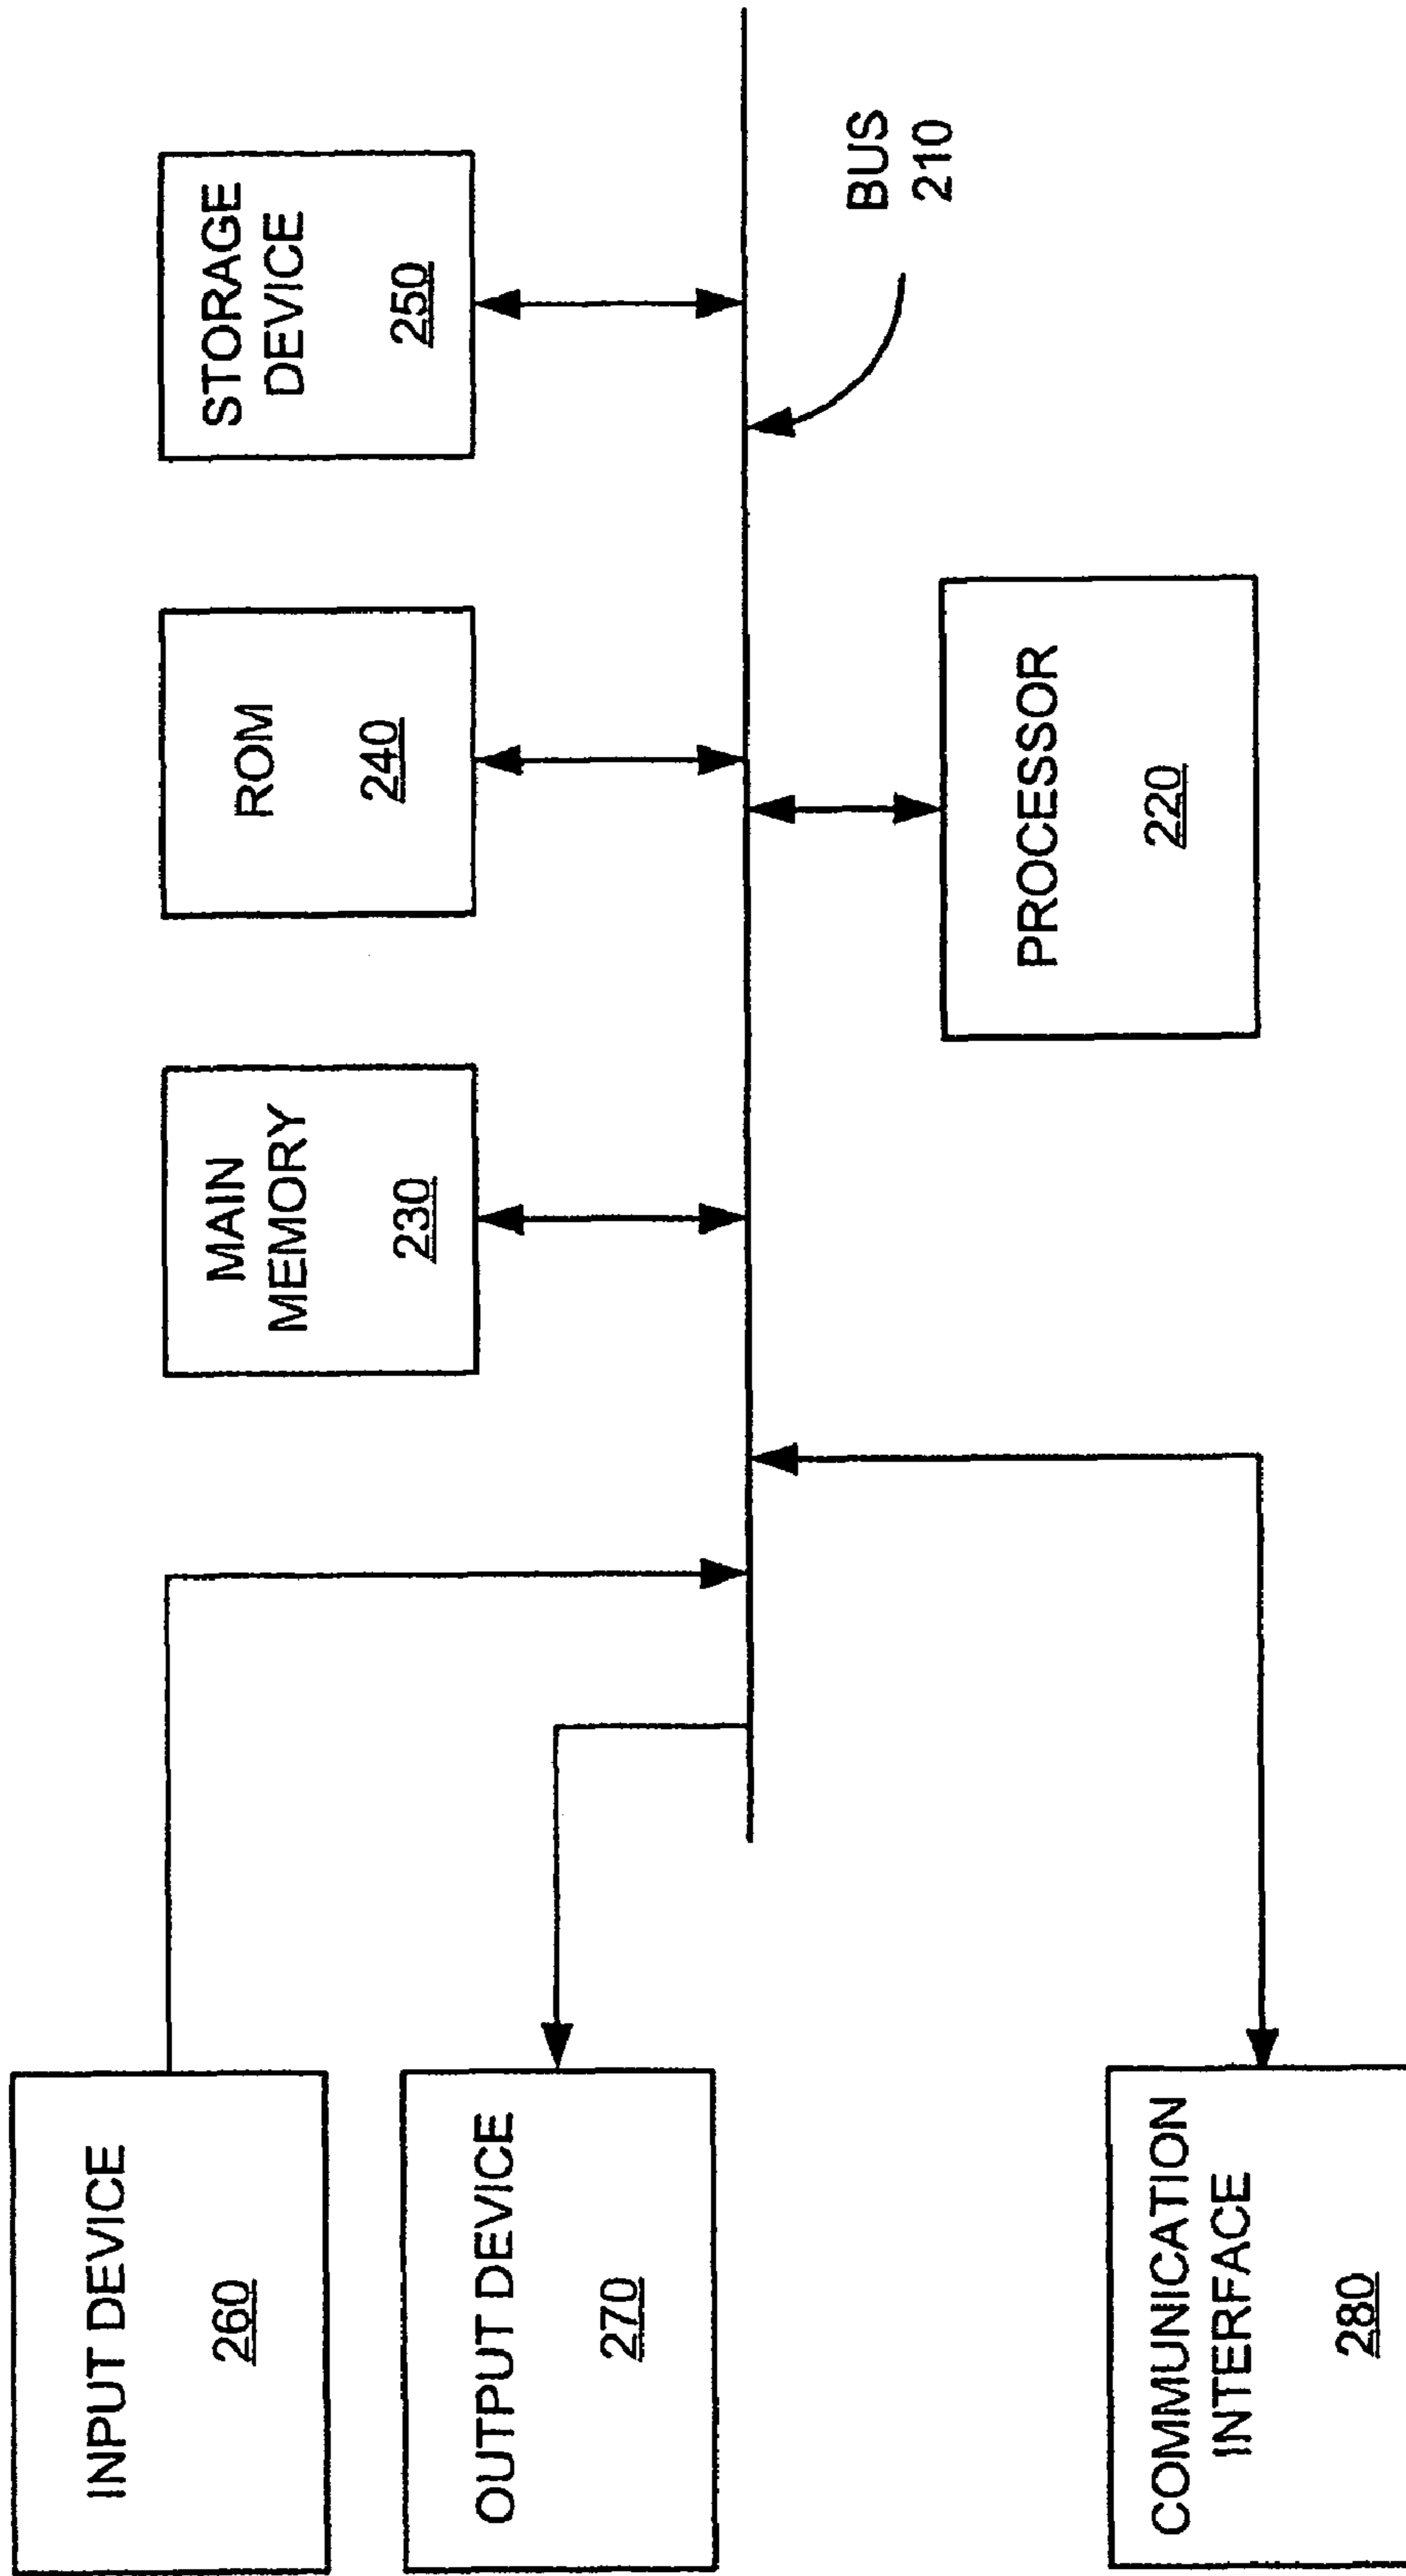 INPUT DEVICE
260
OUTPUT DEVICE
270
COMMUNICATION
INTERFACE
280
MAIN
MEMORY
230
ROM
240
STORAGE
DEVICE
250
PROCESSOR
220
BUS
210